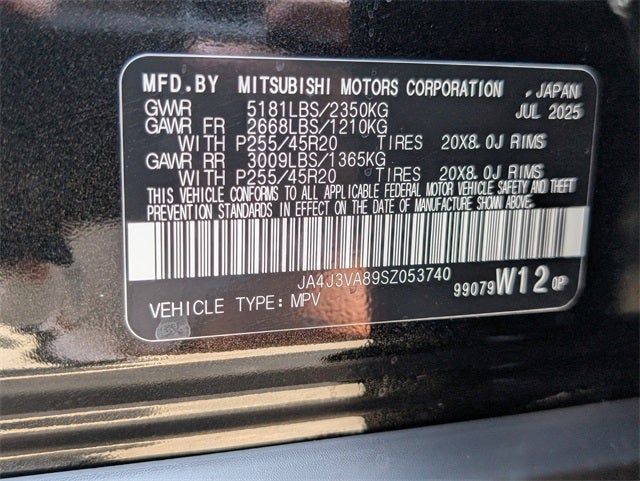 MFD.BY MITSUBISHI MOTORS CORPORATION , JAPAN
GVWR 5181LBS/2350KG JUL 2025
GAWR FR 2668LBS/1210KG
WITH P255/45R20 TIRES 20X8.0J RIMS
GAWR RR 3009LBS/1365KG
WITH P255/45R20 TIRES 20X8.0J RIMS
THIS VEHICLE CONFORMS TO ALL APPLICABLE FEDERAL MOTOR VEHICLE SAFETY AND THEFT
PREVENTION STANDARDS IN EFFECT ON THE DATE OF MANUFACTURE SHOWN ABOVE.
JA4J3VA89SZ053740
99079W12OP
VEHICLE TYPE: MPV